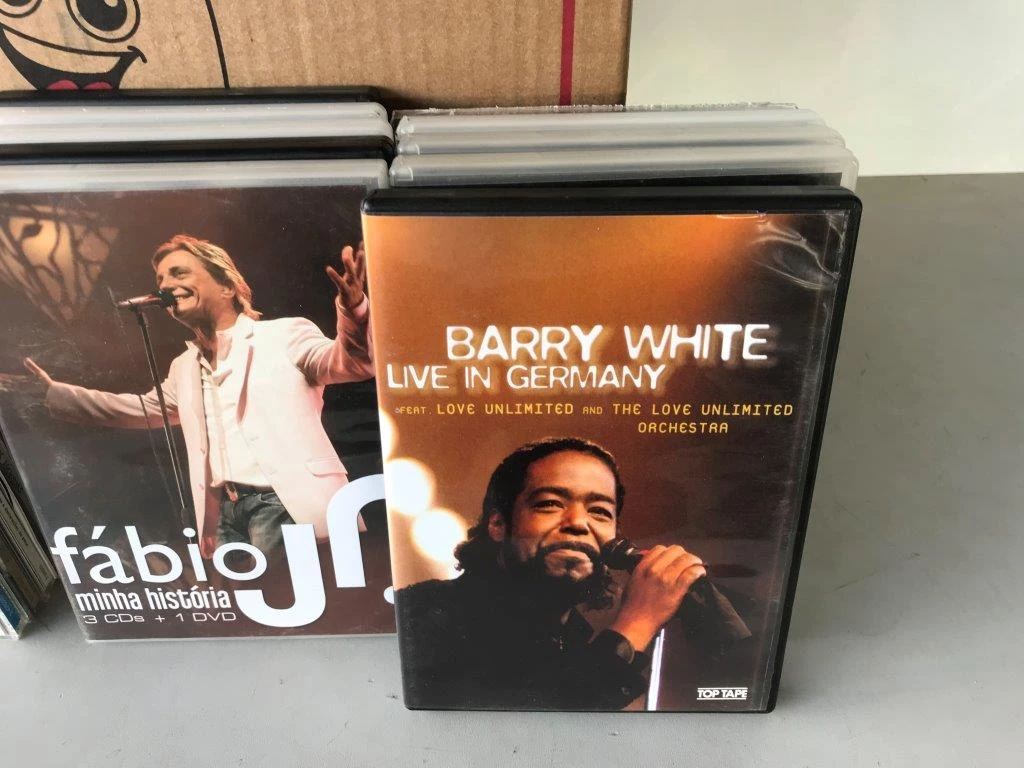 fábio Jr.
minha história
3 CDs + 1 DVD
BARRY WHITE
LIVE IN GERMANY
FEAT. LOVE UNLIMITED AND THE LOVE UNLIMITED
ORCHESTRA
TOP TAPE